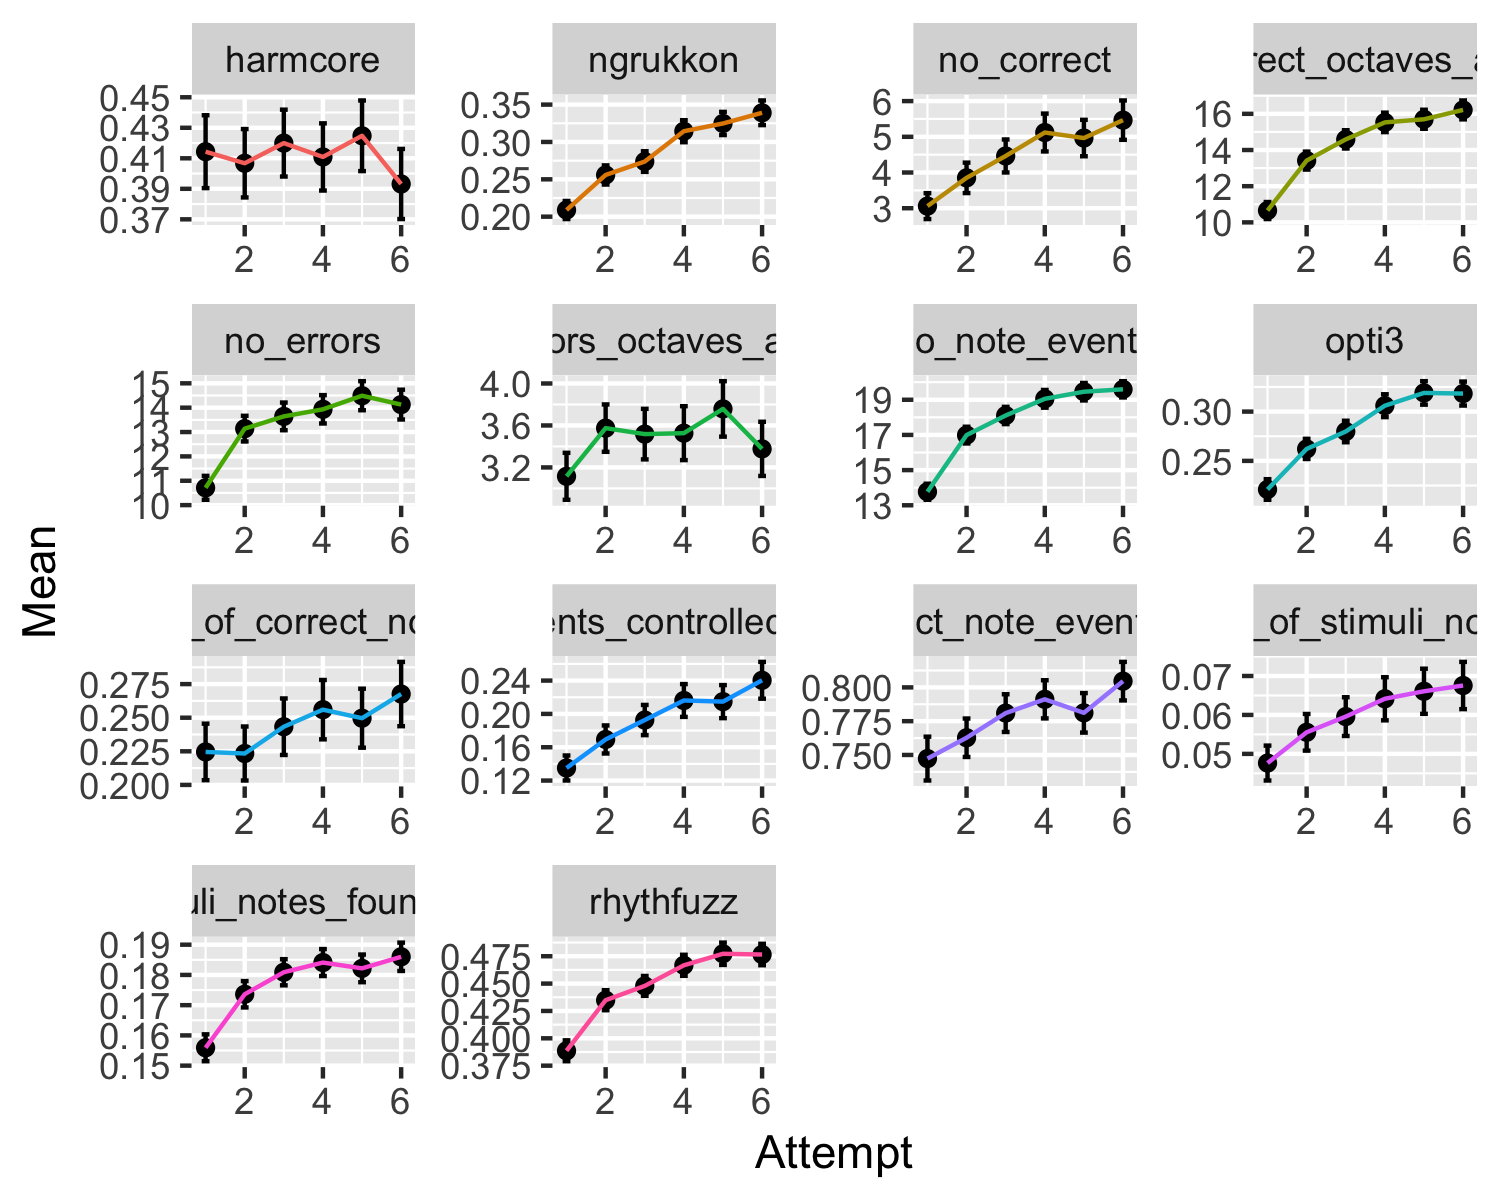 harmcore
0.45
0.43
0.41
0.39
0.37
2 4 6
ngrukkon
0.35
0.30
0.25
0.20
2 4 6
no_correct
6
5
4
3
2 4 6
rect_octaves_a
16
14
12
10
2 4 6
no_errors
15
14
13
12
11
10
2 4 6
ors_octaves_a
4.0
3.6
3.2
2 4 6
o_note_event
19
17
15
13
2 4 6
opti3
0.30
0.25
2 4 6
_of_correct_no
0.275
0.250
0.225
0.200
2 4 6
ents_controlled
0.24
0.20
0.16
0.12
2 4 6
ct_note_event
0.800
0.775
0.750
2 4 6
_of_stimuli_no
0.07
0.06
0.05
2 4 6
uli_notes_foun
0.19
0.18
0.17
0.16
0.15
2 4 6
rhythfuzz
0.475
0.450
0.425
0.400
0.375
2 4 6
Mean
Attempt